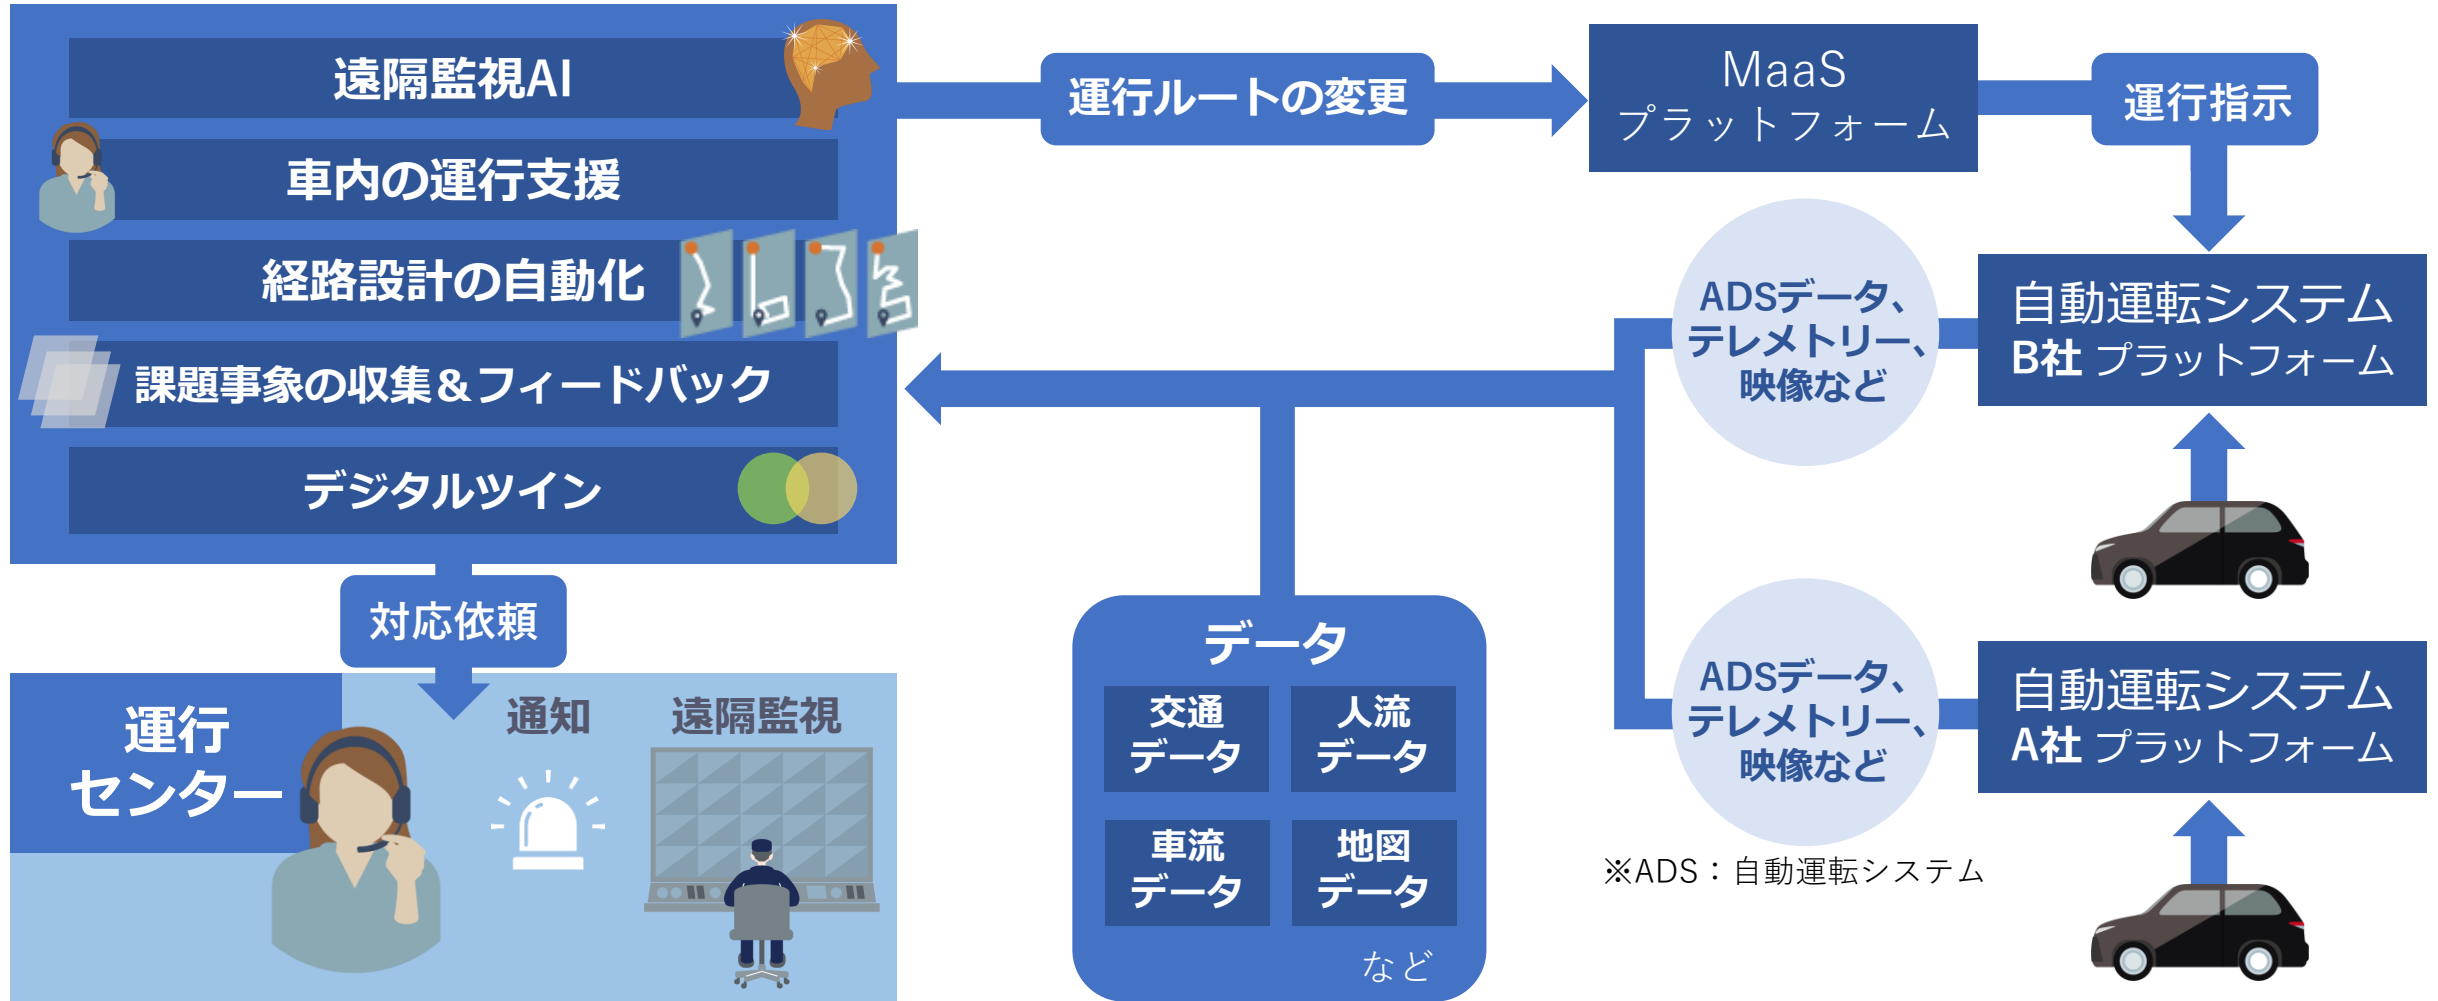 遠隔監視AI
車内の運行支援
経路設計の自動化
課題事象の収集＆フィードバック
デジタルツイン
対応依頼
運行
センター
通知
遠隔監視
運行ルートの変更
MaaS
プラットフォーム
運行指示
ADSデータ、
テレメトリー、
映像など
自動運転システム
B社 プラットフォーム
データ
交通
データ
人流
データ
車流
データ
地図
データ
など
ADSデータ、
テレメトリー、
映像など
自動運転システム
A社 プラットフォーム
※ADS：自動運転システム